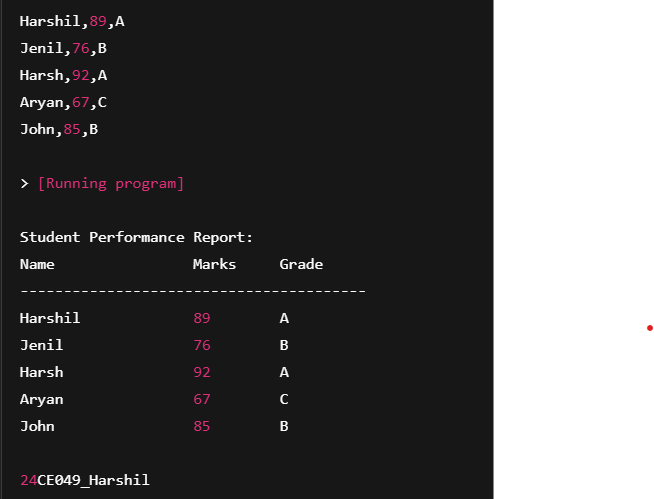 Harshil,89,A
Jenil,76,B
Harsh,92,A
Aryan,67,C
John,85,B
> [Running program]
Student Performance Report:
Name                Marks     Grade
----------------------------------------
Harshil             89        A
Jenil               76        B
Harsh               92        A
Aryan               67        C
John                85        B
24CE049_Harshil